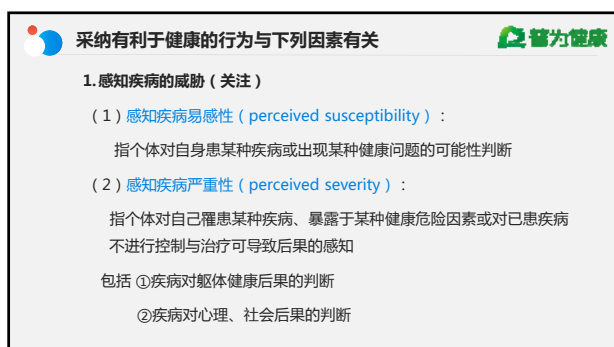 采纳有利于健康的行为与下列因素有关
普为健康
1.感知疾病的威胁（关注）
（1）感知疾病易感性（perceived susceptibility）：
指个体对自身患某种疾病或出现某种健康问题的可能性判断
（2）感知疾病严重性（perceived severity）：
指个体对自己罹患某种疾病、暴露于某种健康危险因素或对已患疾病
不进行控制与治疗可导致后果的感知
包括 ①疾病对躯体健康后果的判断
②疾病对心理、社会后果的判断